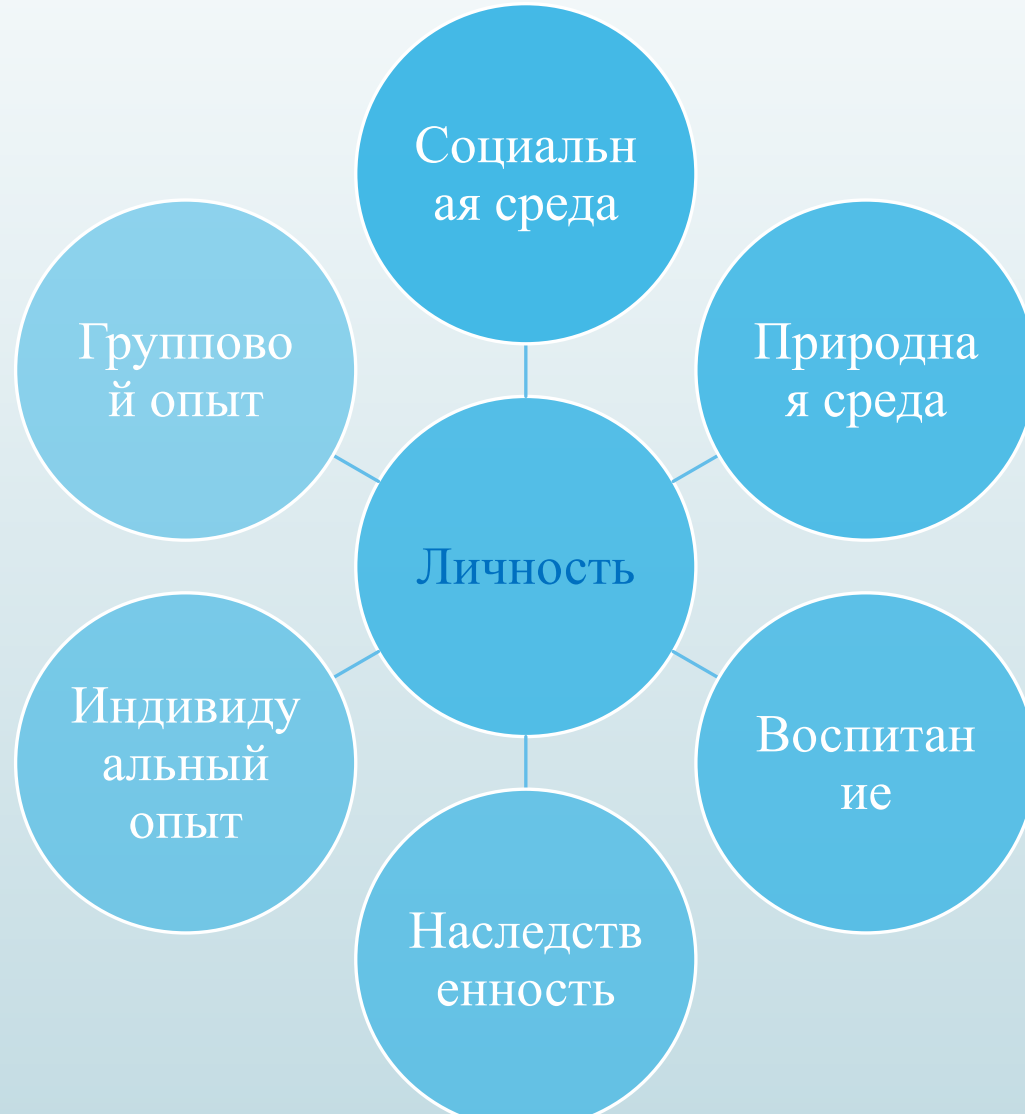 Социальн
ая среда
Группово
й опыт
Природна
я среда
Личность
Индивиду
альный
опыт
Воспитан
ие
Наследств
енность